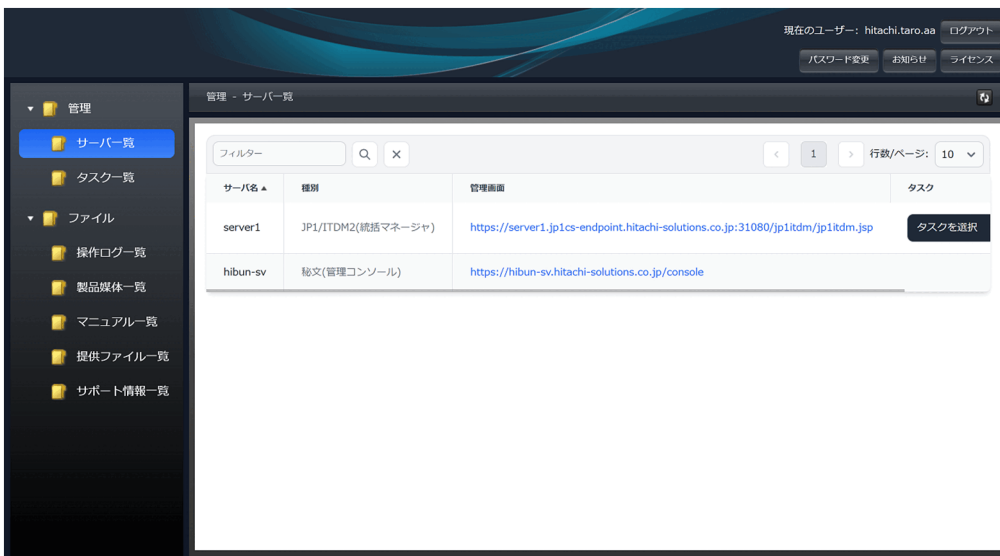 現在のユーザー: hitachi.taro.aa ログアウト
パスワード変更 お知らせ ライセンス
管理
サーバ一覧
タスク一覧
ファイル
操作ログ一覧
製品媒体一覧
マニュアル一覧
提供ファイル一覧
サポート情報一覧
管理 - サーバ一覧
フィルター 1 行数/ページ: 10
サーバ名 種別 管理画面 タスク
server1 JP1/ITDM2(統括マネージャ) https://server1.jp1cs-endpoint.hitachi-solutions.co.jp:31080/jp1itdm/jp1itdm.jsp タスクを選択
hibun-sv 秘文(管理コンソール) https://hibun-sv.hitachi-solutions.co.jp/console